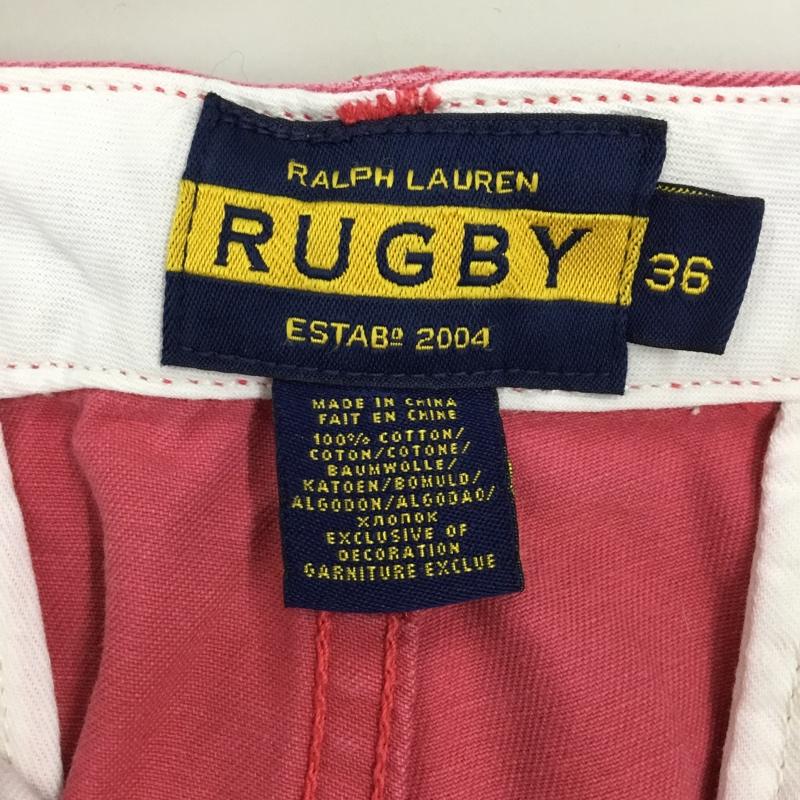 RALPH LAUREN
RUGBY
ESTABº 2004
36
MADE IN CHINA
FAIT EN CHINE
100% COTTON/
COTON/COTONE/
BAUMWOLLE/
KATOEN/BOMULD/
ALGODON/ALGODAO/
ХЛОПОК
EXCLUSIVE OF
DECORATION
GARNITURE EXCLUE